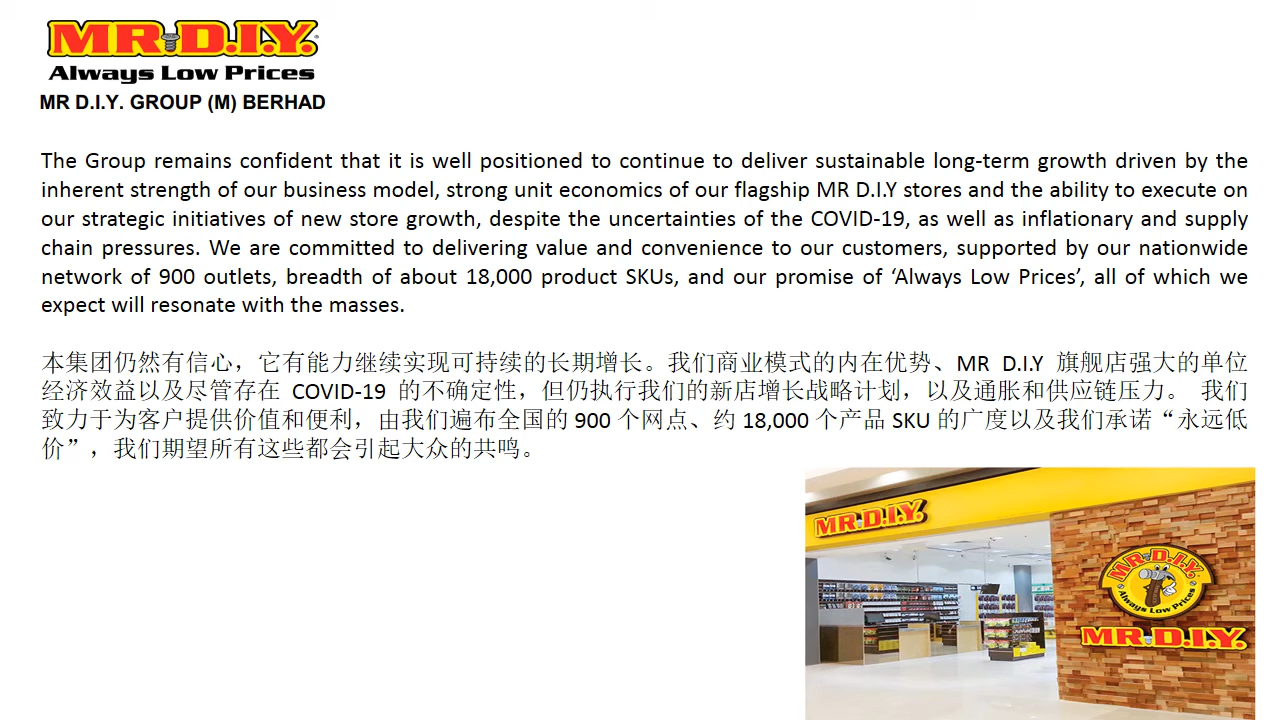 MR D.I.Y.
Always Low Prices
MR D.I.Y. GROUP (M) BERHAD
The Group remains confident that it is well positioned to continue to deliver sustainable long-term growth driven by the
inherent strength of our business model, strong unit economics of our flagship MR D.I.Y stores and the ability to execute on
our strategic initiatives of new store growth, despite the uncertainties of the COVID-19, as well as inflationary and supply
chain pressures. We are committed to delivering value and convenience to our customers, supported by our nationwide
network of 900 outlets, breadth of about 18,000 product SKUs, and our promise of ‘Always Low Prices’, all of which we
expect will resonate with the masses.
本集团仍然有信心，它有能力继续实现可持续的长期增长。我们商业模式的内在优势、MR D.I.Y 旗舰店强大的单位
经济效益以及尽管存在 COVID-19 的不确定性，但仍执行我们的新店增长战略计划，以及通胀和供应链压力。 我们
致力于为客户提供价值和便利，由我们遍布全国的 900 个网点、约 18,000 个产品 SKU 的广度以及我们承诺“永远低
价”，我们期望所有这些都会引起大众的共鸣。
MR.D.I.Y.
MR.D.I.Y.
Always Low Prices
MR.D.I.Y.